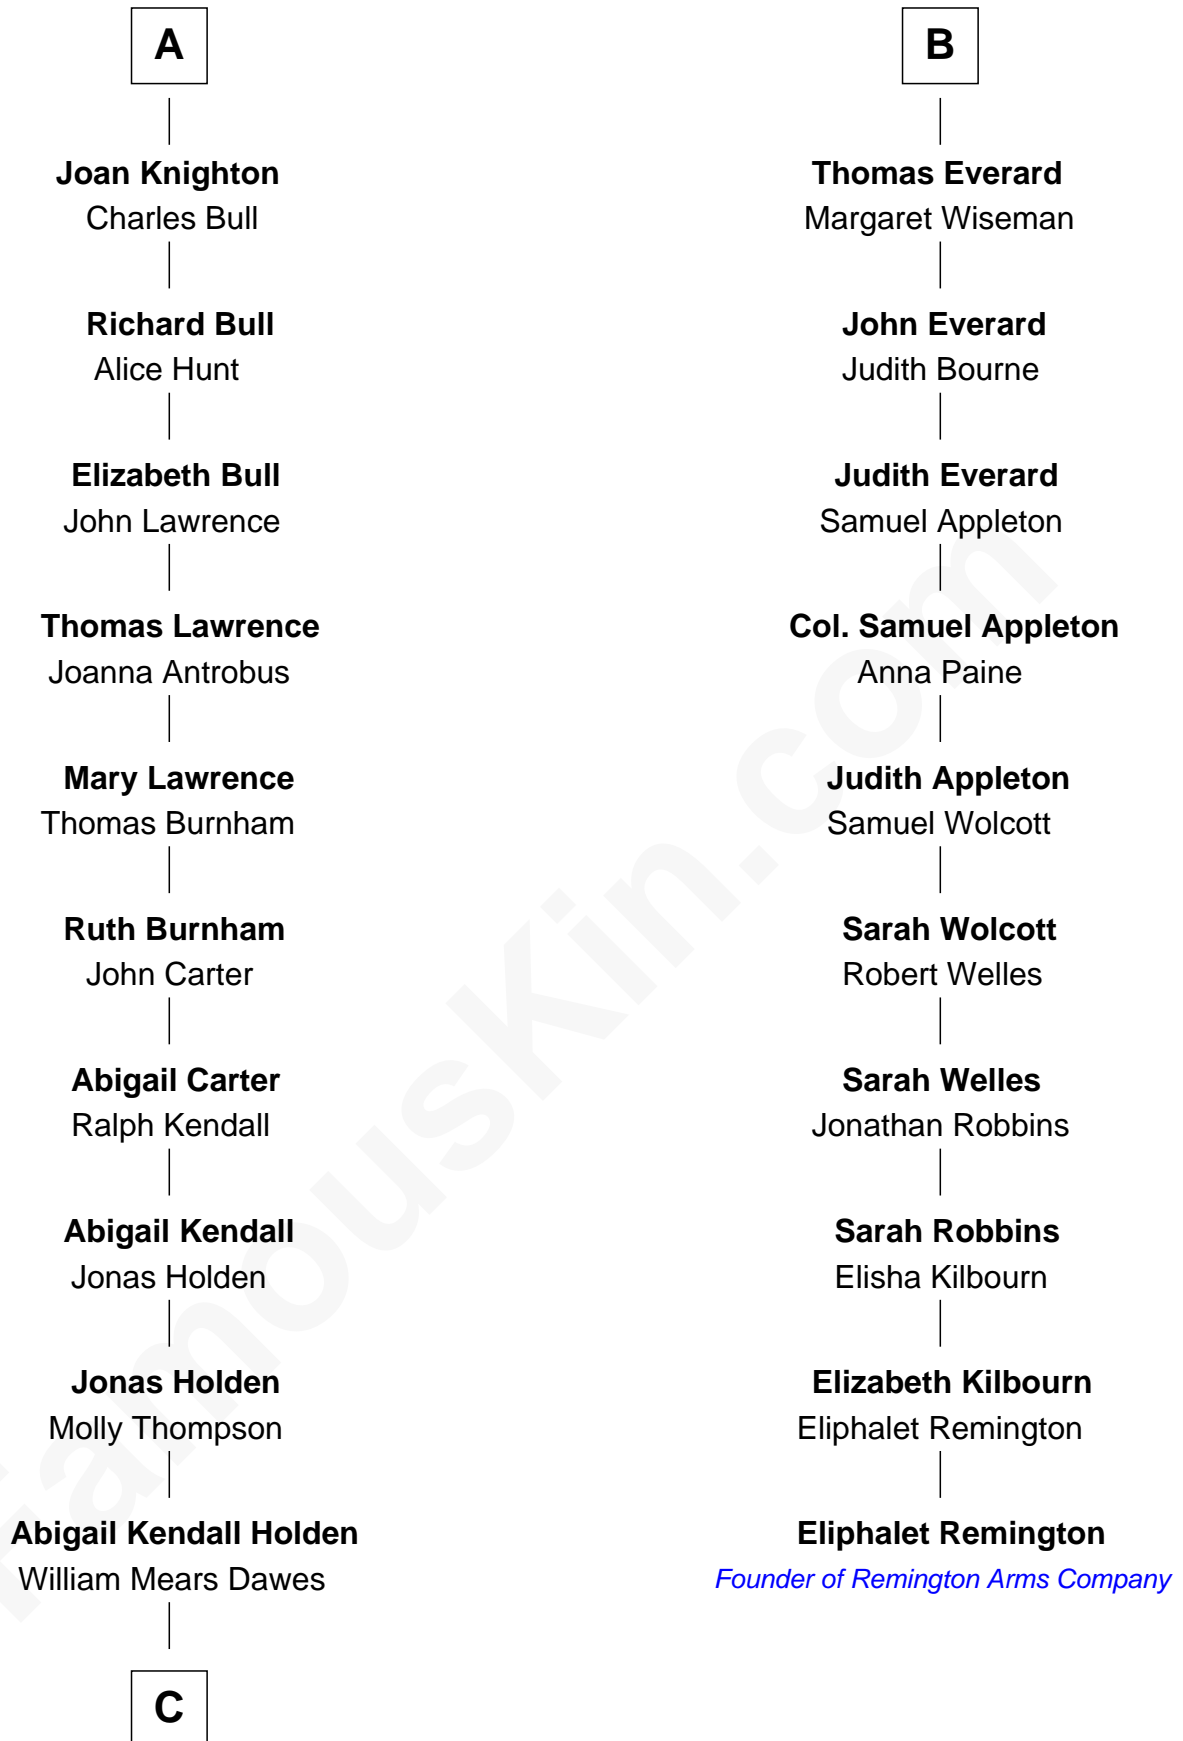 A
Joan Knighton
Charles Bull
Richard Bull
Alice Hunt
Elizabeth Bull
John Lawrence
Thomas Lawrence
Joanna Antrobus
Mary Lawrence
Thomas Burnham
Ruth Burnham
John Carter
Abigail Carter
Ralph Kendall
Abigail Kendall
Jonas Holden
Jonas Holden
Molly Thompson
Abigail Kendall Holden
William Mears Dawes
C
B
Thomas Everard
Margaret Wiseman
John Everard
Judith Bourne
Judith Everard
Samuel Appleton
Col. Samuel Appleton
Anna Paine
Judith Appleton
Samuel Wolcott
Sarah Wolcott
Robert Welles
Sarah Welles
Jonathan Robbins
Sarah Robbins
Elisha Kilbourn
Elizabeth Kilbourn
Eliphalet Remington
Eliphalet Remington
Founder of Remington Arms Company
FamousKin.com